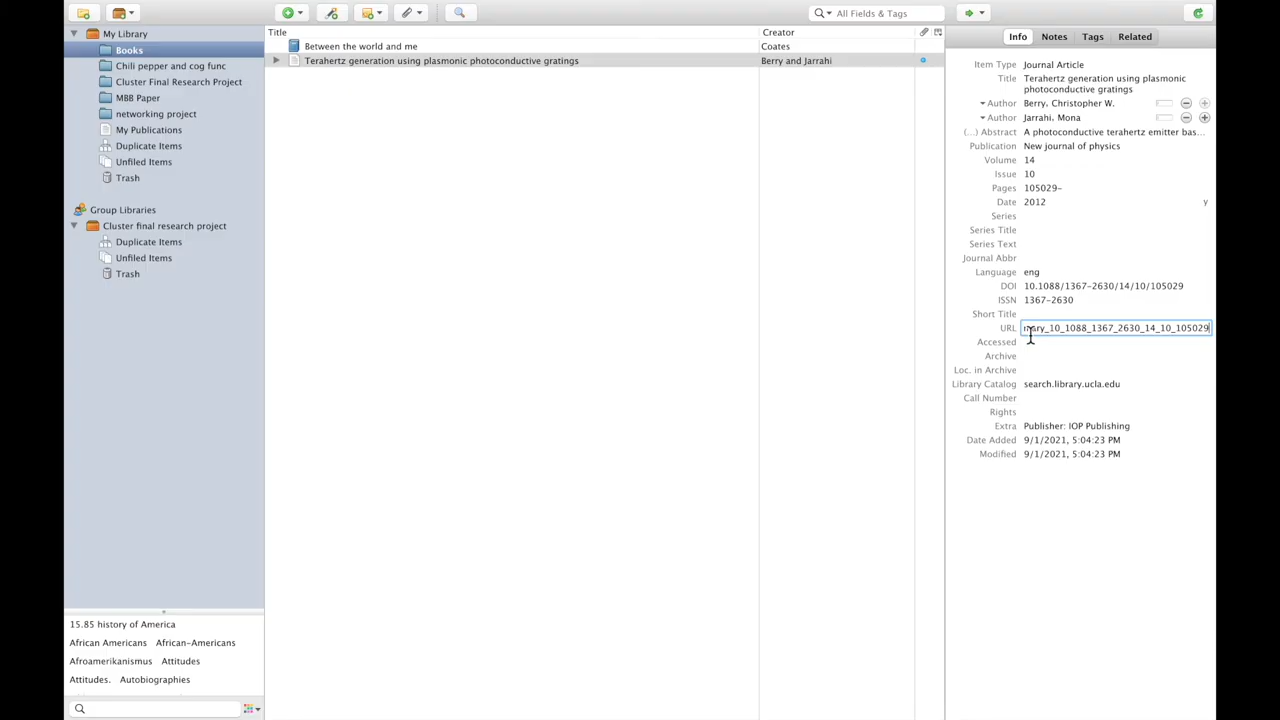 All Fields & Tags
My Library
Books
Chili pepper and cog func
Cluster Final Research Project
MBB Paper
networking project
My Publications
Duplicate Items
Unfiled Items
Trash
Group Libraries
Cluster final research project
Duplicate Items
Unfiled Items
Trash
15.85 history of America
African Americans African-Americans
Afroamerikanismus Attitudes
Attitudes. Autobiographies
Title Creator
Between the world and me Coates
Terahertz generation using plasmonic photoconductive gratings Berry and Jarrahi
Info Notes Tags Related
Item Type Journal Article
Title Terahertz generation using plasmonic
photoconductive gratings
Author Berry, Christopher W.
Author Jarrahi, Mona
(...) Abstract A photoconductive terahertz emitter bas...
Publication New journal of physics
Volume 14
Issue 10
Pages 105029-
Date 2012 y
Series
Series Title
Series Text
Journal Abbr
Language eng
DOI 10.1088/1367-2630/14/10/105029
ISSN 1367-2630
Short Title
URL _10_1088_1367_2630_14_10_105029
Accessed
Archive
Loc. in Archive
Library Catalog search.library.ucla.edu
Call Number
Rights
Extra Publisher: IOP Publishing
Date Added 9/1/2021, 5:04:23 PM
Modified 9/1/2021, 5:04:23 PM